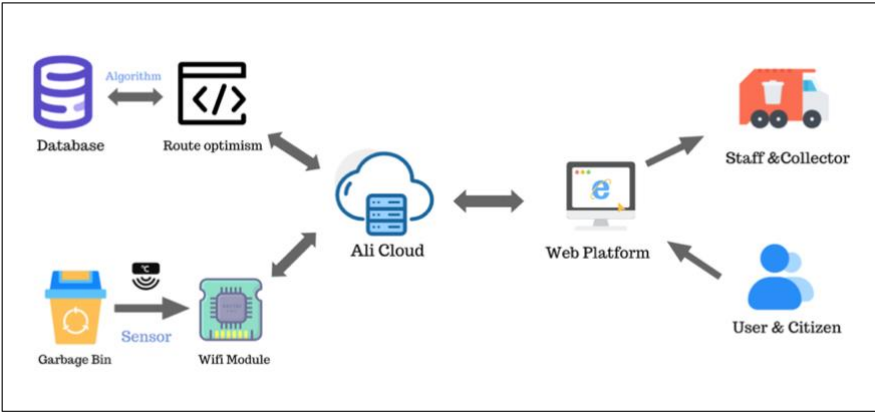 Algorithm
Database
Route optimism
Staff &Collector
Ali Cloud
Web Platform
°C
Sensor
Garbage Bin
Wifi Module
User & Citizen